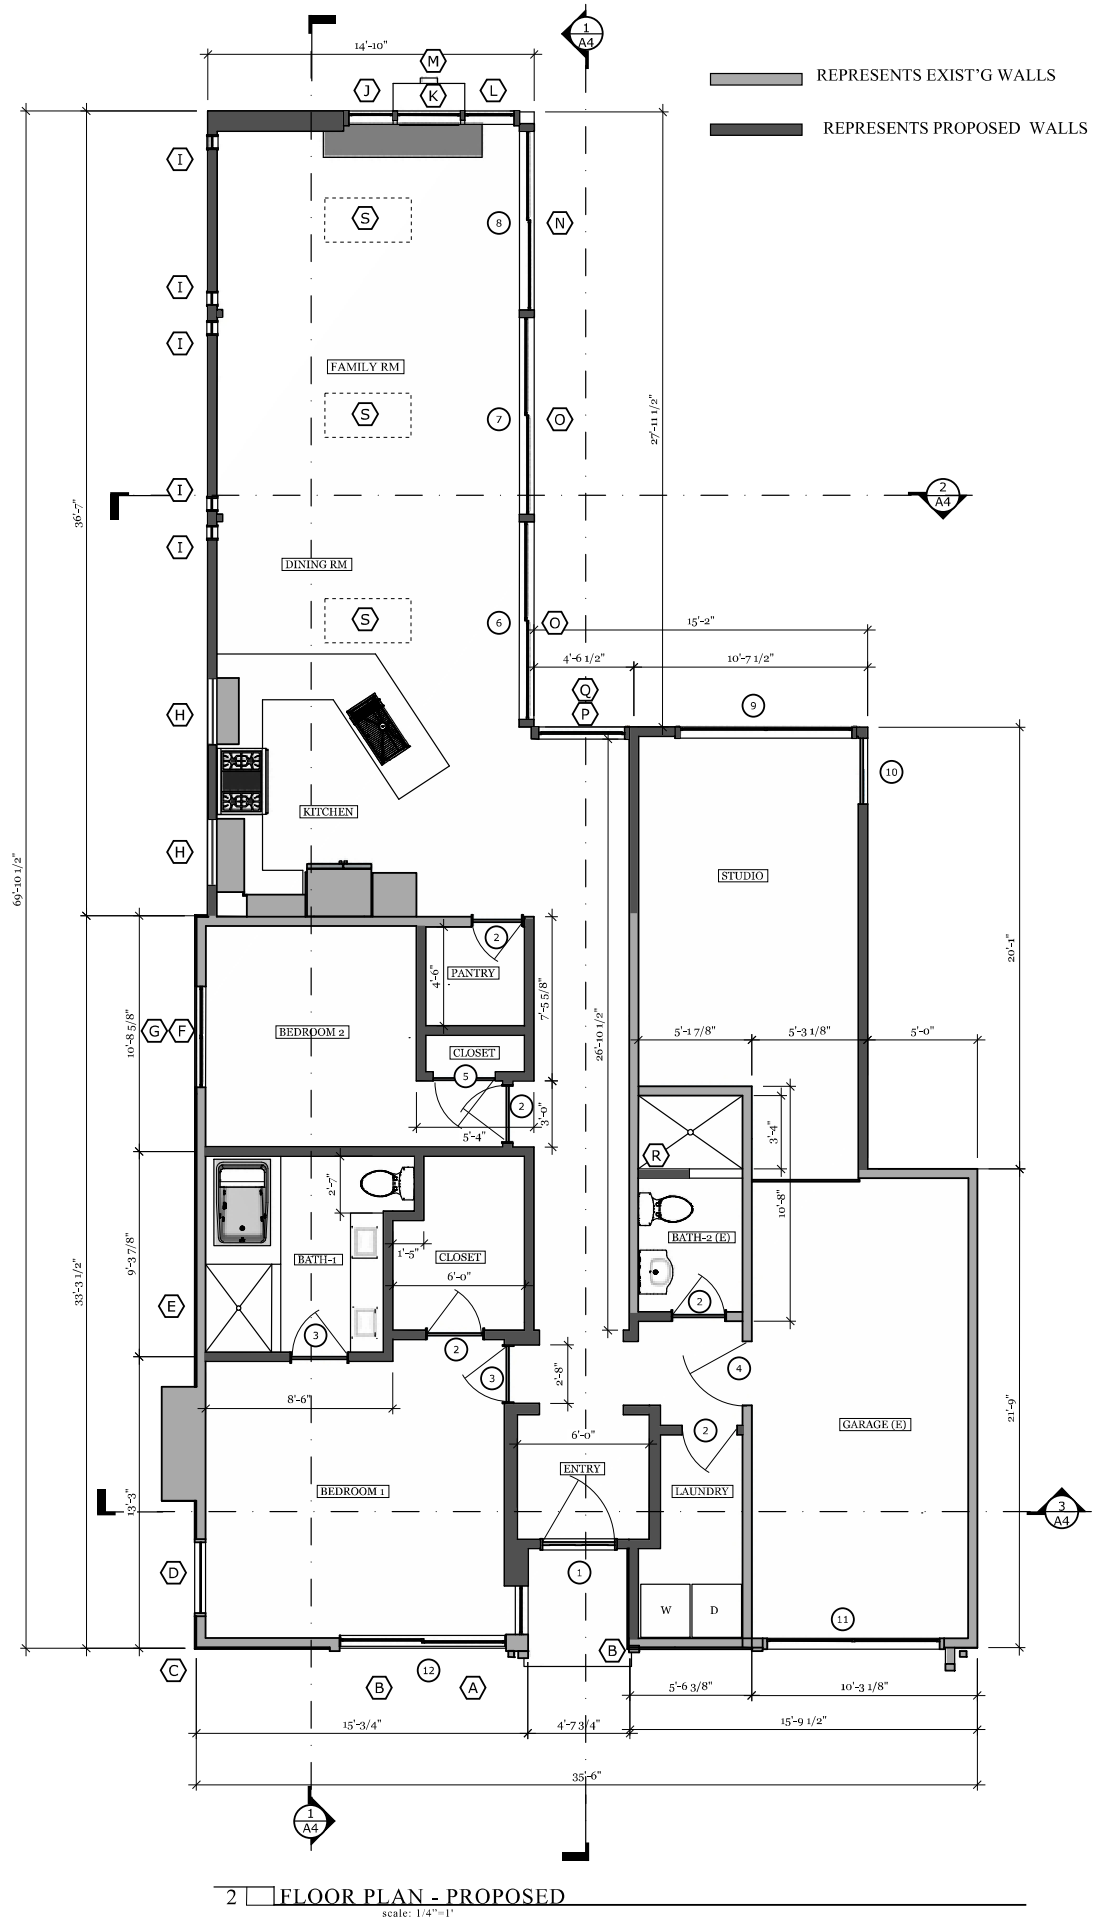 1
A4
14'-10"
M
J
K
L
REPRESENTS EXIST'G WALLS
REPRESENTS PROPOSED WALLS
I
S
8
N
I
I
FAMILY RM
S
7
O
27'-11 1/2"
36'-7"
I
2
A4
I
DINING RM
S
6
O
15'-2"
4'-6 1/2"
10'-7 1/2"
Q
P
H
9
10
KITCHEN
H
69'-10 1/2"
STUDIO
2
4'-6"
PANTRY
7'-5 5/8"
20'-1"
G
F
10'-8 5/8"
BEDROOM 2
26'-10 1/2"
5'-1 7/8"
5'-3 1/8"
5'-0"
CLOSET
5
2
3'-0"
5'-4"
3'-4"
R
2'-7"
10'-8"
9'-3 7/8"
33'-3 1/2"
BATH-1
1'-5"
CLOSET
6'-0"
BATH-2 (E)
E
3
2
2
2'-8"
3
4
8'-6"
21'-9"
GARAGE (E)
6'-0"
2
ENTRY
BEDROOM 1
LAUNDRY
13'-3"
3
A4
D
1
W
D
11
B
C
12
B
A
5'-6 3/8"
10'-3 1/8"
15'-3/4"
4'-7 3/4"
15'-9 1/2"
35'-6"
1
A4
2
FLOOR PLAN - PROPOSED
scale: 1/4"=1'